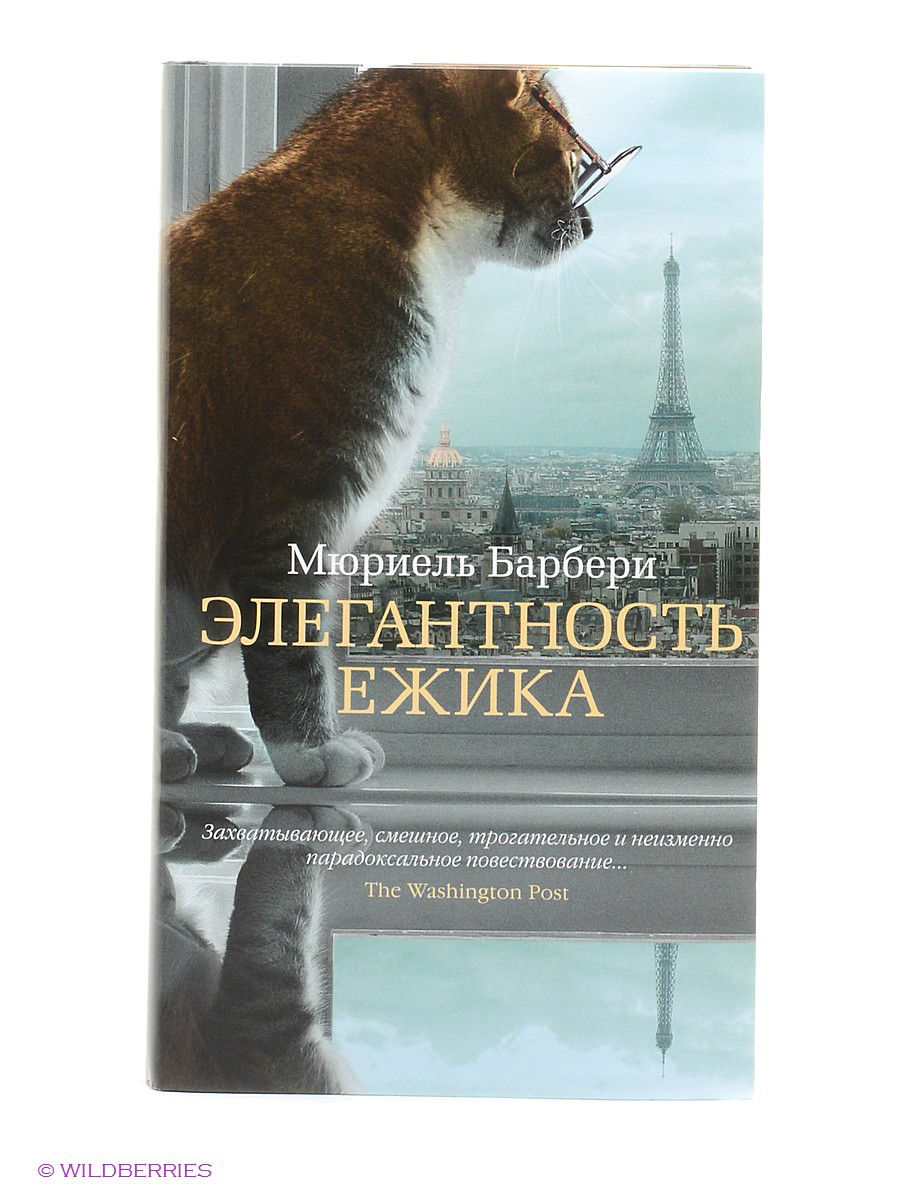 Мюриель Барбери
ЭЛЕГАНТНОСТЬ
ЕЖИКА
Захватывающее, смешное, трогательное и неизменно
парадоксальное повествование...
The Washington Post
© WILDBERRIES